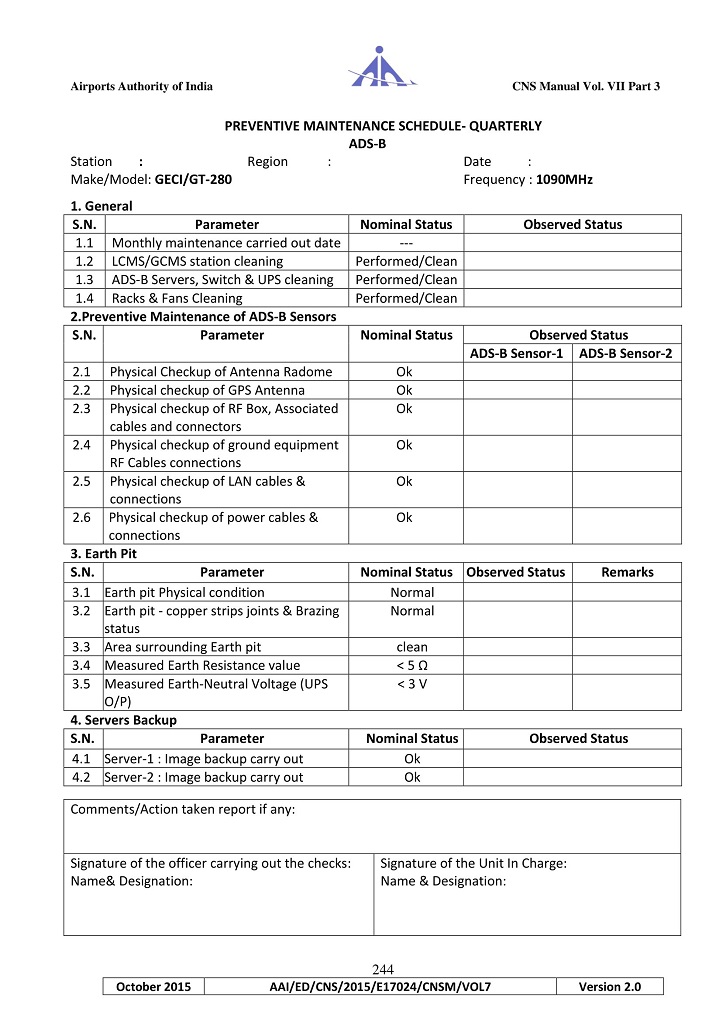 Airports Authority of India CNS Manual Vol. VII Part 3
PREVENTIVE MAINTENANCE SCHEDULE- QUARTERLY
ADS-B
Station : Region : Date :
Make/Model: GECI/GT-280 Frequency : 1090MHz
1. General
S.N. Parameter Nominal Status Observed Status
1.1 Monthly maintenance carried out date ---
1.2 LCMS/GCMS station cleaning Performed/Clean
1.3 ADS-B Servers, Switch & UPS cleaning Performed/Clean
1.4 Racks & Fans Cleaning Performed/Clean
2.Preventive Maintenance of ADS-B Sensors
S.N. Parameter Nominal Status Observed Status
ADS-B Sensor-1 ADS-B Sensor-2
2.1 Physical Checkup of Antenna Radome Ok
2.2 Physical checkup of GPS Antenna Ok
2.3 Physical checkup of RF Box, Associated Ok
cables and connectors
2.4 Physical checkup of ground equipment Ok
RF Cables connections
2.5 Physical checkup of LAN cables & Ok
connections
2.6 Physical checkup of power cables & Ok
connections
3. Earth Pit
S.N. Parameter Nominal Status Observed Status Remarks
3.1 Earth pit Physical condition Normal
3.2 Earth pit - copper strips joints & Brazing Normal
status
3.3 Area surrounding Earth pit clean
3.4 Measured Earth Resistance value < 5 Ω
3.5 Measured Earth-Neutral Voltage (UPS < 3 V
O/P)
4. Servers Backup
S.N. Parameter Nominal Status Observed Status
4.1 Server-1 : Image backup carry out Ok
4.2 Server-2 : Image backup carry out Ok
Comments/Action taken report if any:
Signature of the officer carrying out the checks: Signature of the Unit In Charge:
Name& Designation: Name & Designation:
244
October 2015 AAI/ED/CNS/2015/E17024/CNSM/VOL7 Version 2.0